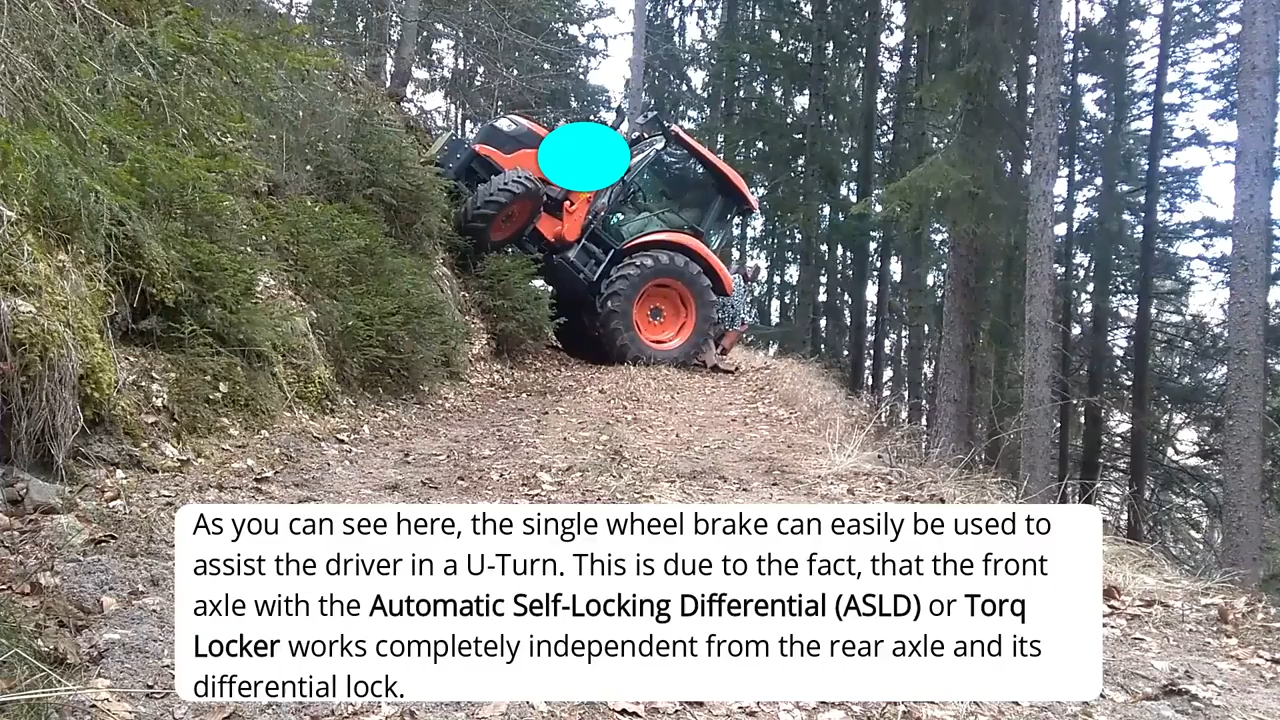 As you can see here, the single wheel brake can easily be used to
assist the driver in a U-Turn. This is due to the fact, that the front
axle with the Automatic Self-Locking Differential (ASLD) or Torq
Locker works completely independent from the rear axle and its
differential lock.